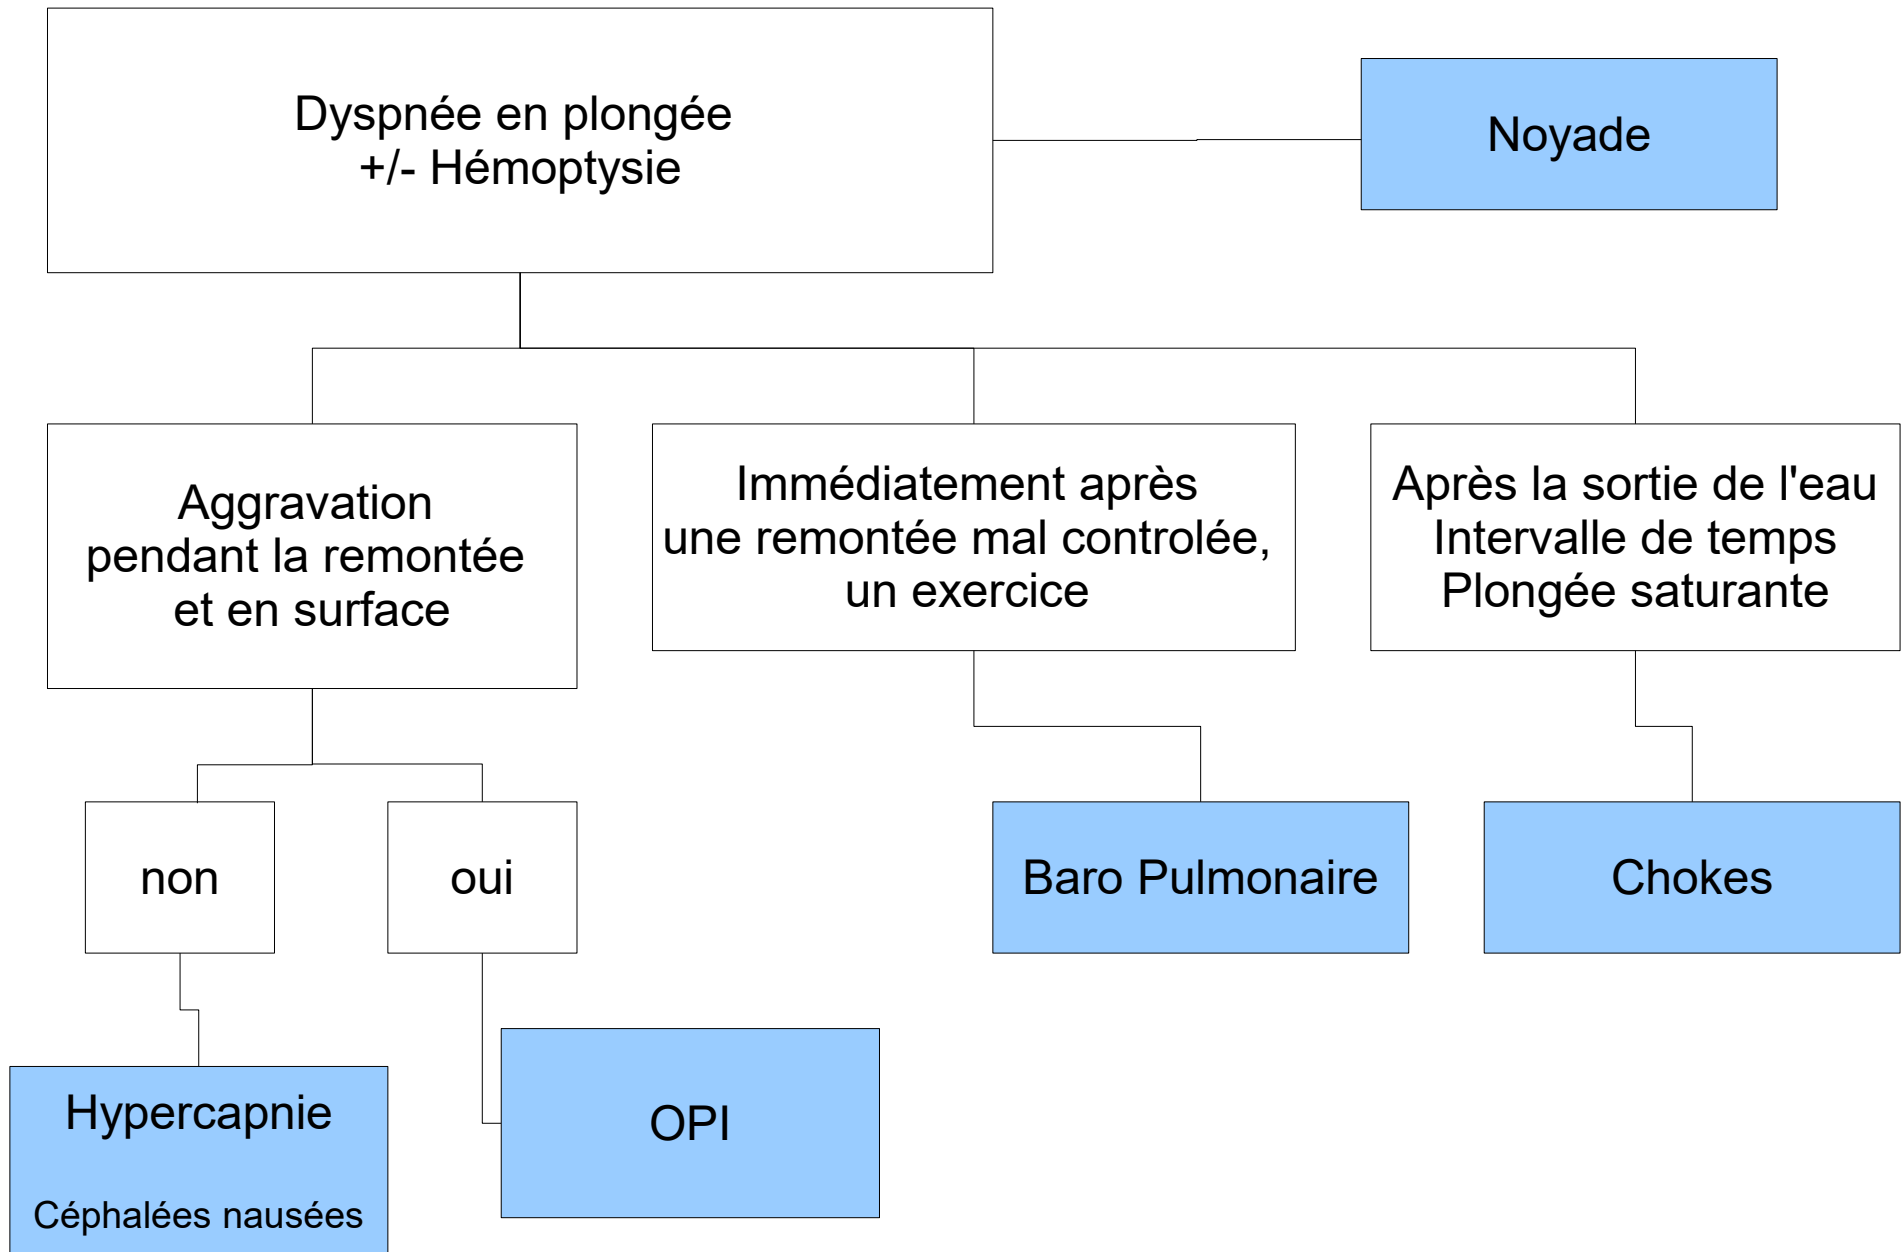 Dyspnée en plongée
+/- Hémoptysie
Noyade
Aggravation
pendant la remontée
et en surface
Immédiatement après
une remontée mal controlée,
un exercice
Après la sortie de l'eau
Intervalle de temps
Plongée saturante
non
oui
Baro Pulmonaire
Chokes
Hypercapnie
Céphalées nausées
OPI